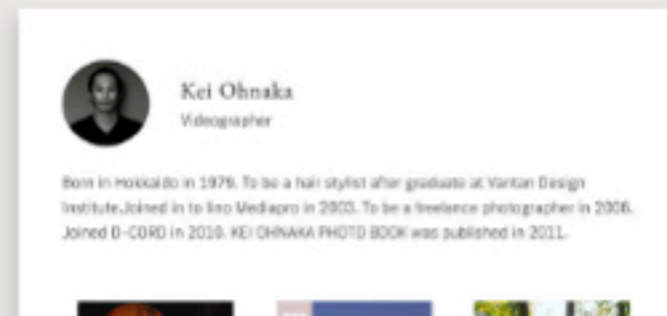 Kei Ohnaka
Videographer
Born in Hokkaido in 1979. To be a hair stylist after graduate at Vantan Design
Institute.Joined in to Iino Mediapro in 2003. To be a freelance photographer in 2006.
Joined D-CORD in 2010. KEI OHNAKA PHOTO BOOK was published in 2011.